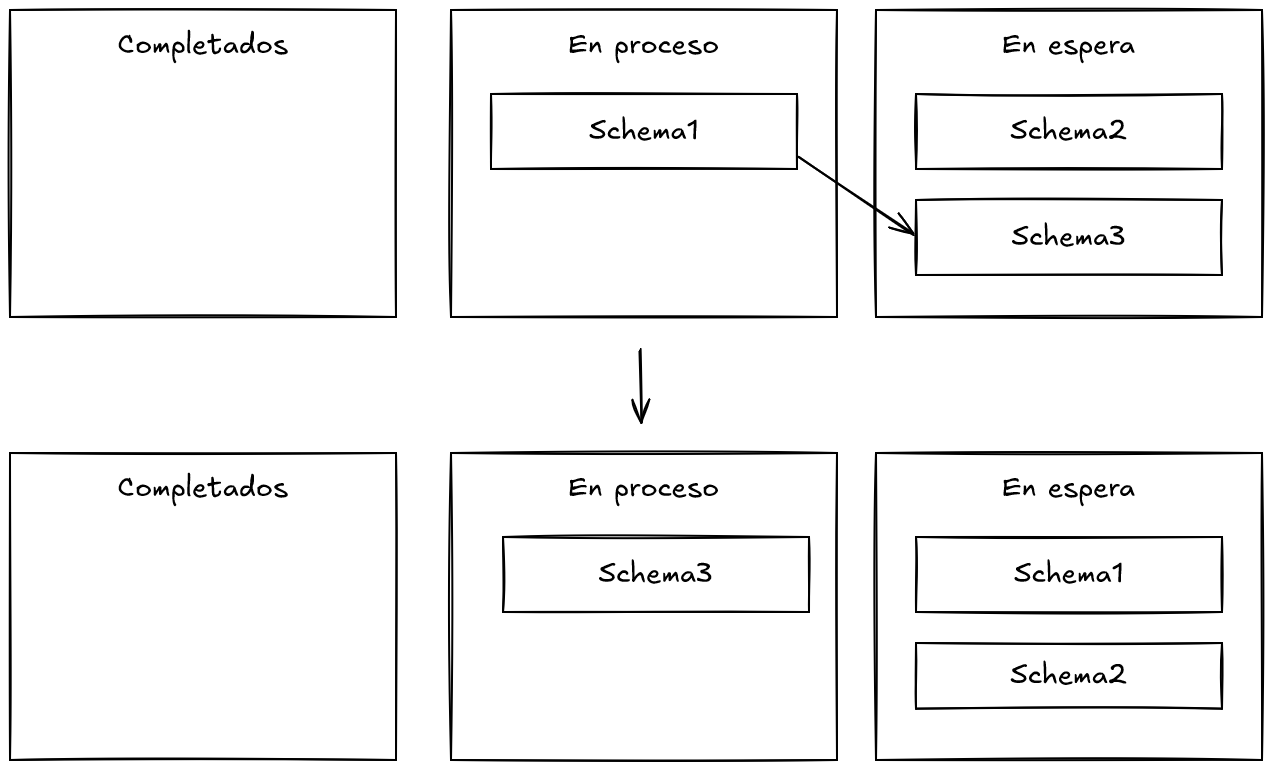 Completados
En proceso
Schema1
En espera
Schema2
Schema3
Completados
En proceso
Schema3
En espera
Schema1
Schema2